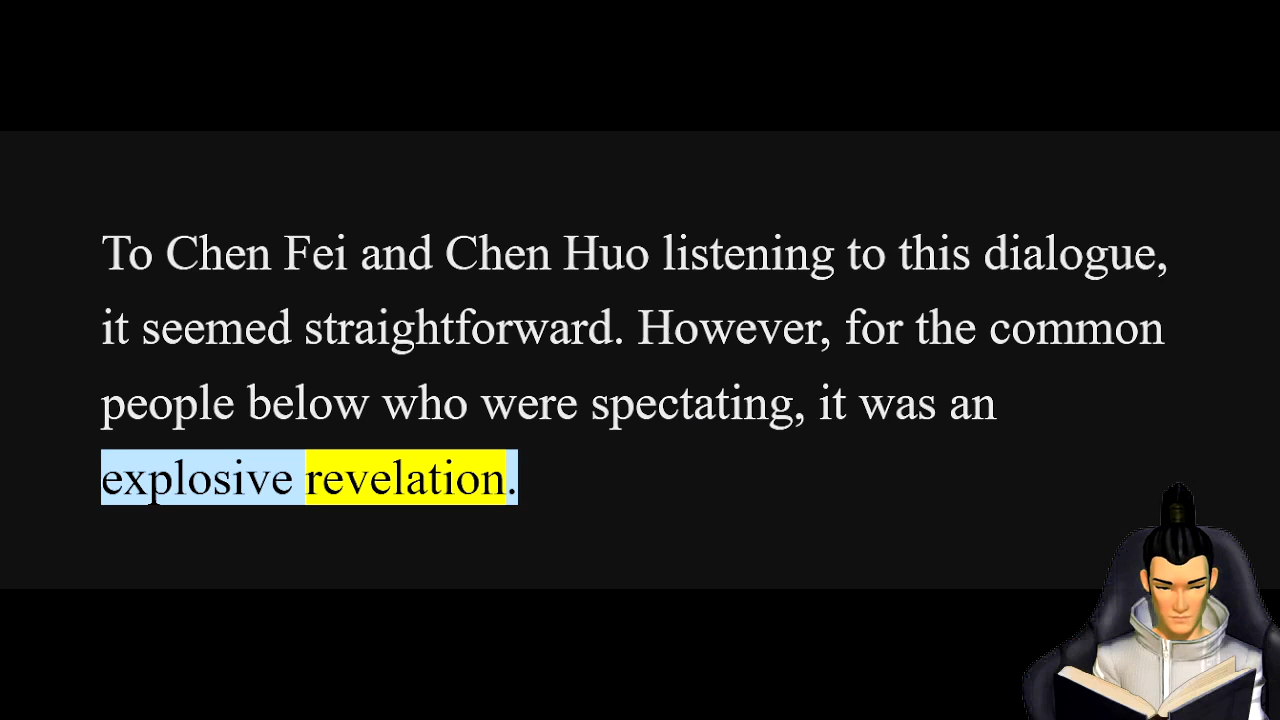 To Chen Fei and Chen Huo listening to this dialogue,
it seemed straightforward. However, for the common
people below who were spectating, it was an
explosive revelation.